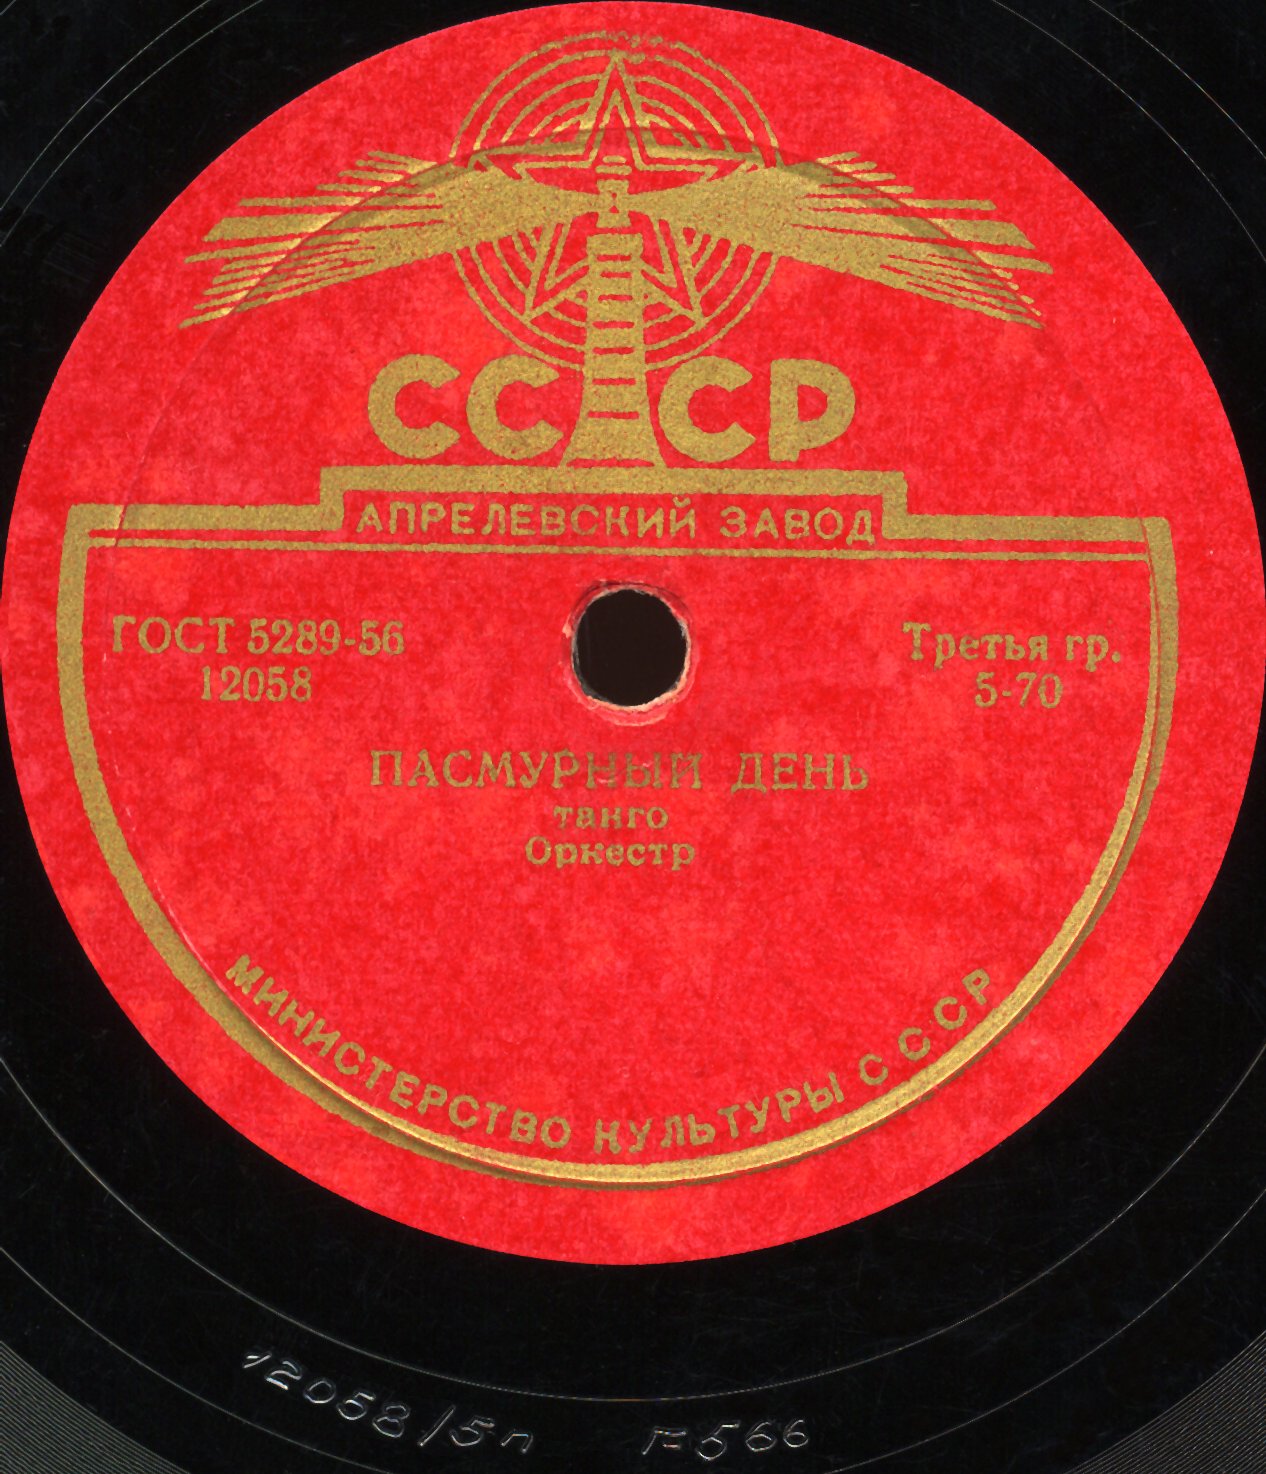 СССР
АПРЕЛЕВСКИЙ ЗАВОД
ГОСТ 5289-56
12058
Третья гр.
5-70
ПАСМУРНЫЙ ДЕНЬ
танго
Оркестр
МИНИСТЕРСТВО КУЛЬТУРЫ СССР
12058/5п Г-566